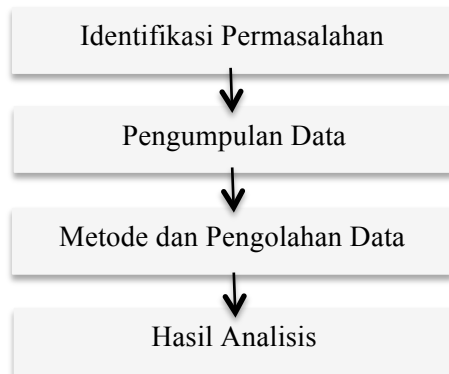 Identifikasi Permasalahan
Pengumpulan Data
Metode dan Pengolahan Data
Hasil Analisis